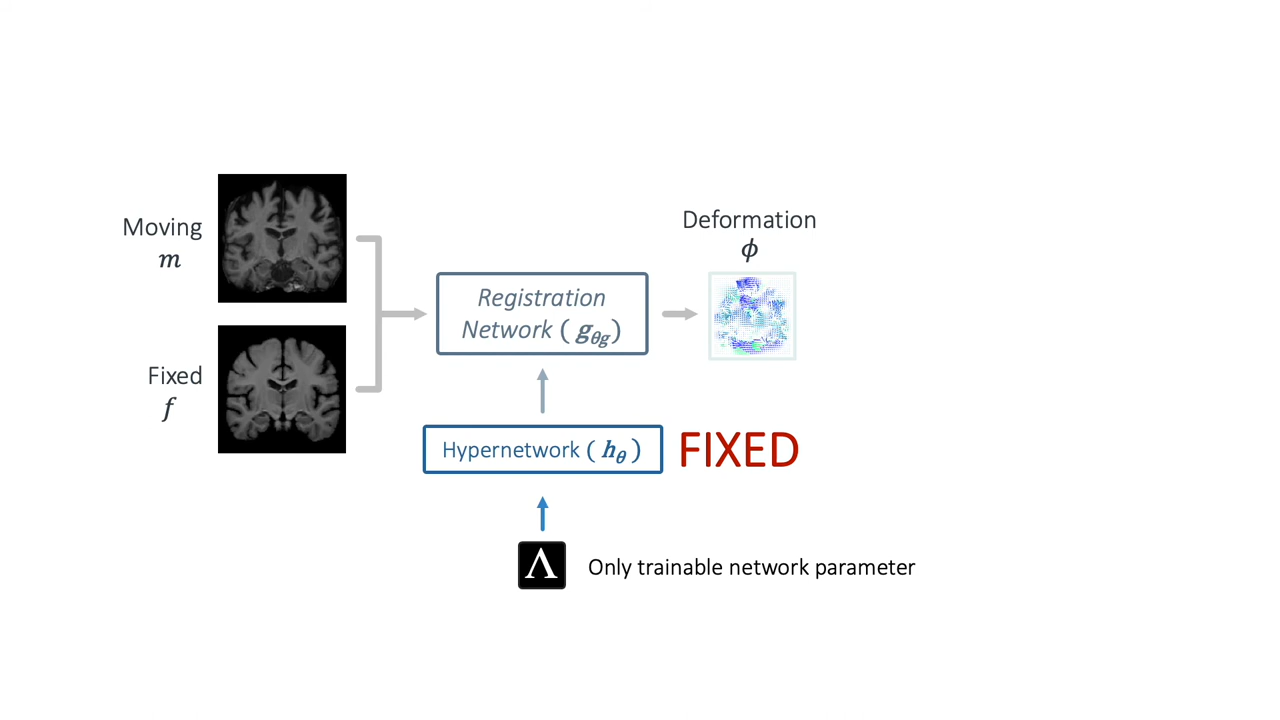 Moving
m
Fixed
f
Registration
Network ( gθg)
Deformation
ϕ
Hypernetwork ( hθ )
FIXED
Λ
Only trainable network parameter